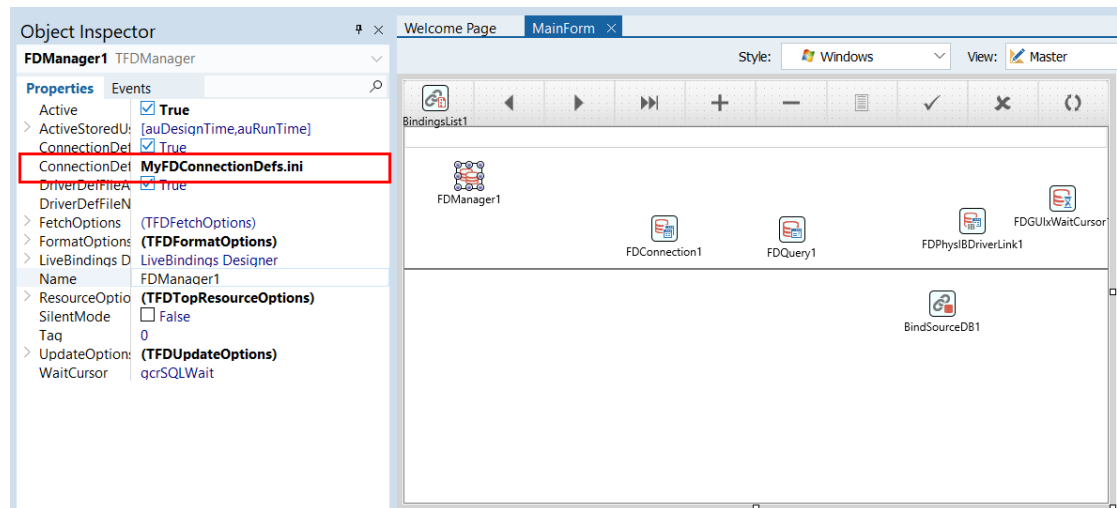 Object Inspector
FDManager1 TFDManager
Properties Events
Active True
ActiveStoredU: [auDesignTime,auRunTime]
ConnectionDef True
ConnectionDef MyFDConnectionDefs.ini
DriverDefFileA True
DriverDefFileN
FetchOptions (TFDFetchOptions)
FormatOptions (TFDFormatOptions)
LiveBindings D LiveBindings Designer
Name FDManager1
ResourceOptio (TFDTopResourceOptions)
SilentMode False
Tag 0
UpdateOption: (TFDUpdateOptions)
WaitCursor gcrSQLWait
Welcome Page MainForm
Style: Windows View: Master
BindingsList1
FDManager1
FDConnection1
FDQuery1
FDPhysIBDriverLink1
FDGUIxWaitCursor1
BindSourceDB1